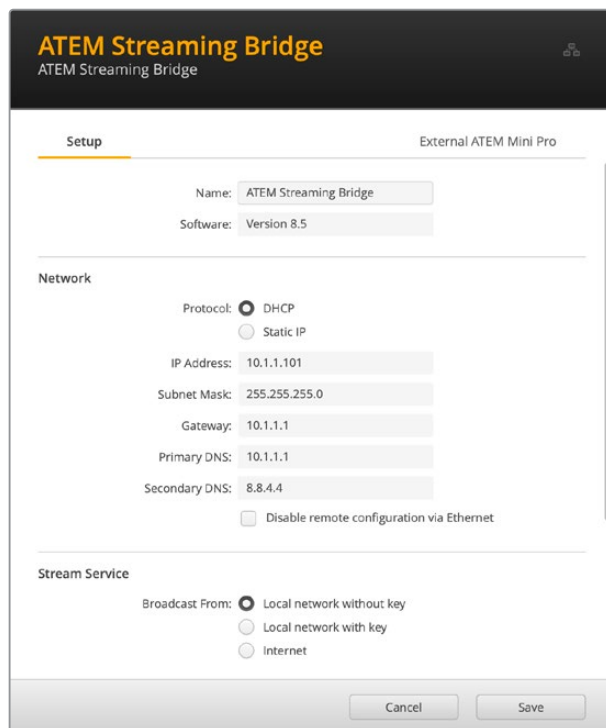 ATEM Streaming Bridge
ATEM Streaming Bridge
Setup External ATEM Mini Pro
Name: ATEM Streaming Bridge
Software: Version 8.5
Network
Protocol: DHCP
Static IP
IP Address: 10.1.1.101
Subnet Mask: 255.255.255.0
Gateway: 10.1.1.1
Primary DNS: 10.1.1.1
Secondary DNS: 8.8.4.4
Disable remote configuration via Ethernet
Stream Service
Broadcast From: Local network without key
Local network with key
Internet
Cancel Save